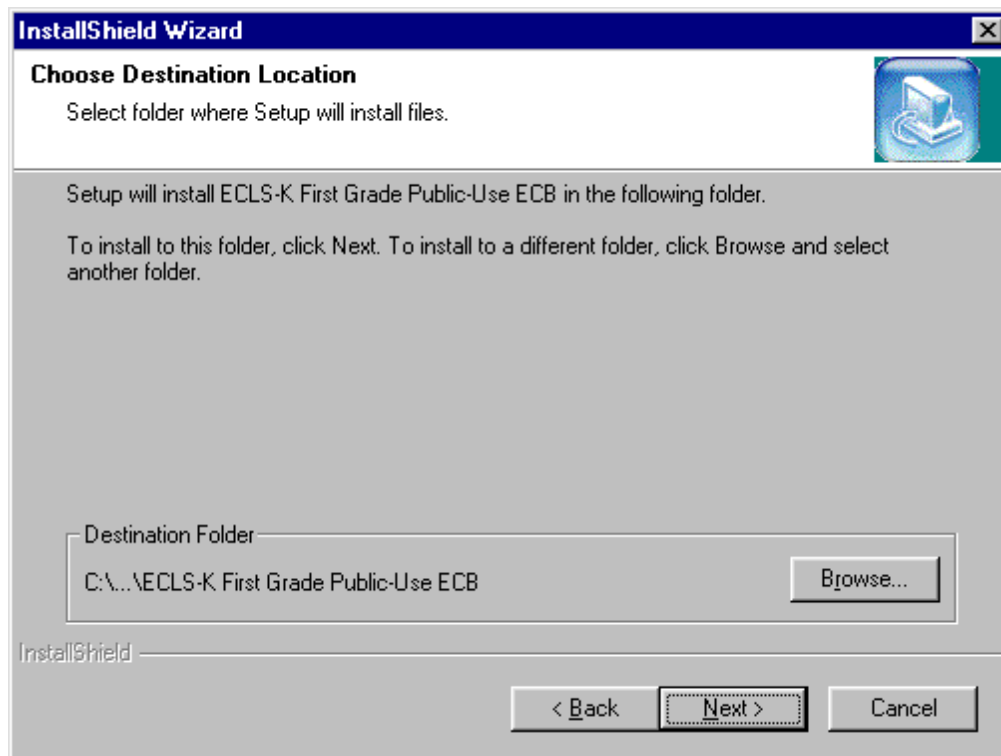 InstallShield Wizard
Choose Destination Location
Select folder where Setup will install files.
Setup will install ECLS-K First Grade Public-Use ECB in the following folder.
To install to this folder, click Next. To install to a different folder, click Browse and select
another folder.
Destination Folder
C:\...\ECLS-K First Grade Public-Use ECB
Browse...
InstallShield
< Back
Next >
Cancel